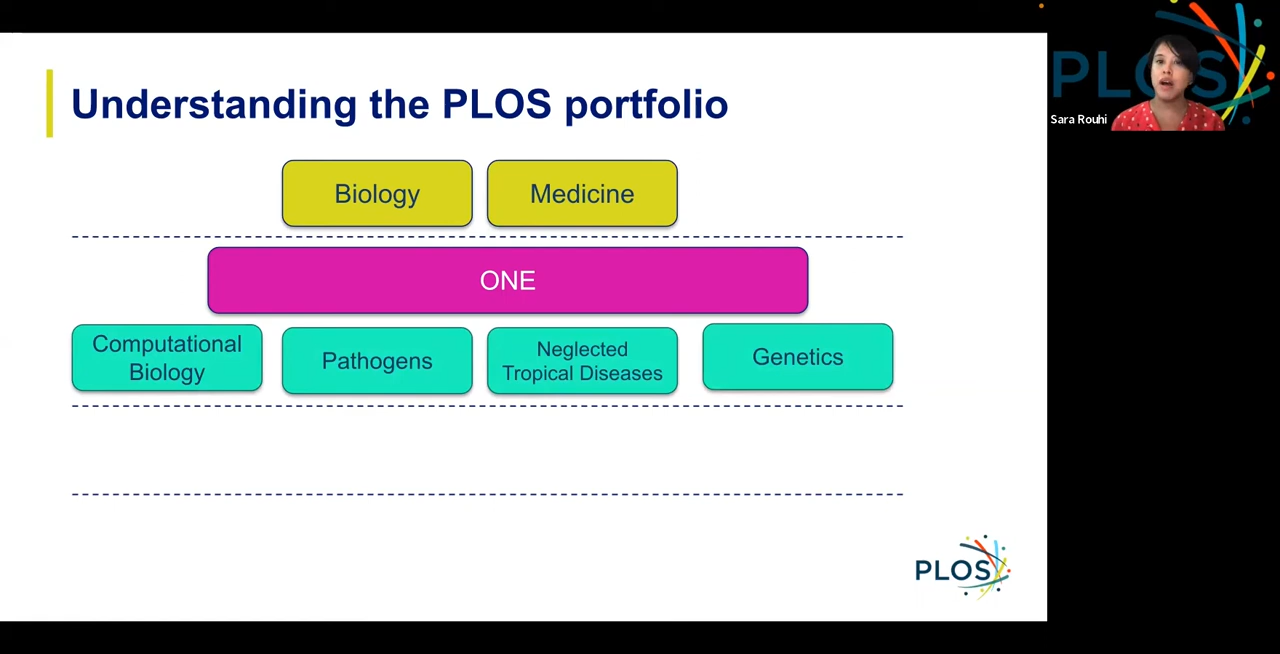 Understanding the PLOS portfolio
Biology
Medicine
ONE
Computational
Biology
Pathogens
Neglected
Tropical Diseases
Genetics
PLOS
PLOS
Sara Rouhi